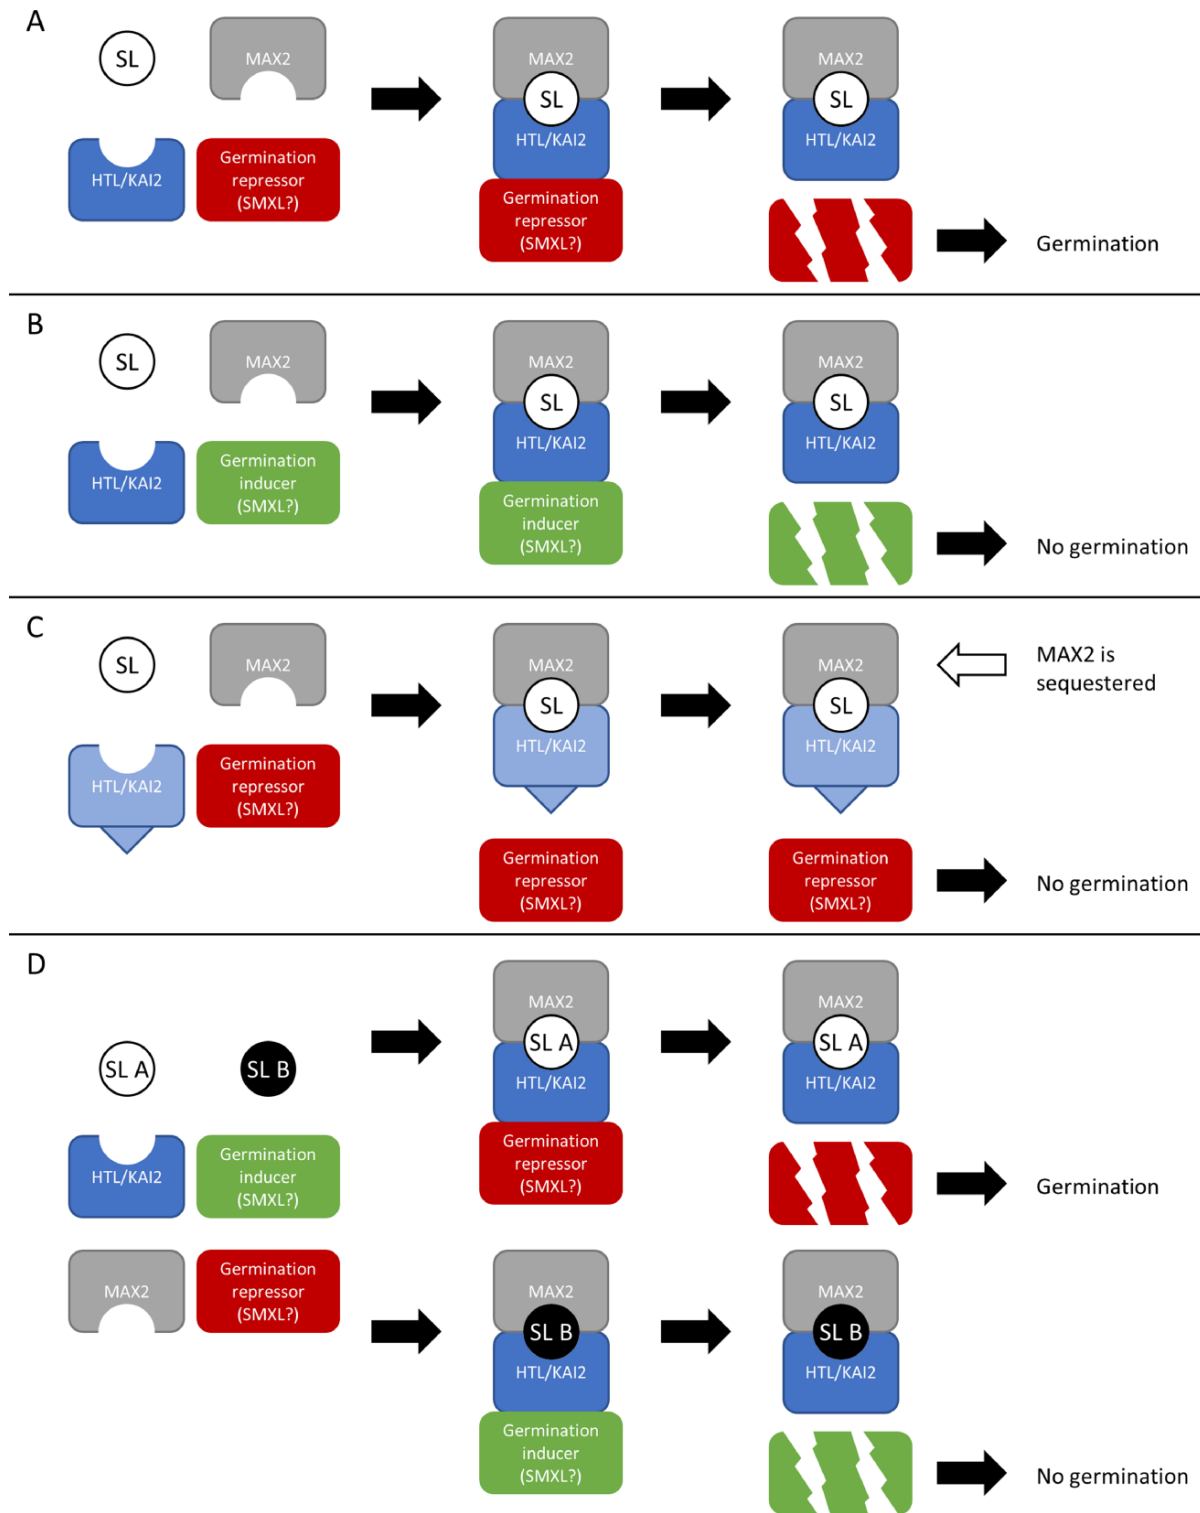 A
SL
MAX2
HTL/KAI2
Germination
repressor
(SMXL?)
MAX2
SL
HTL/KAI2
Germination
repressor
(SMXL?)
MAX2
SL
HTL/KAI2
Germination
B
SL
MAX2
HTL/KAI2
Germination
inducer
(SMXL?)
MAX2
SL
HTL/KAI2
Germination
inducer
(SMXL?)
MAX2
SL
HTL/KAI2
No germination
C
SL
MAX2
HTL/KAI2
Germination
repressor
(SMXL?)
MAX2
SL
HTL/KAI2
Germination
repressor
(SMXL?)
MAX2
SL
HTL/KAI2
Germination
repressor
(SMXL?)
MAX2 is
sequestered
No germination
D
SL A
SL B
HTL/KAI2
Germination
inducer
(SMXL?)
MAX2
Germination
repressor
(SMXL?)
MAX2
SL A
HTL/KAI2
Germination
repressor
(SMXL?)
MAX2
SL A
HTL/KAI2
Germination
MAX2
SL B
HTL/KAI2
Germination
inducer
(SMXL?)
MAX2
SL B
HTL/KAI2
No germination